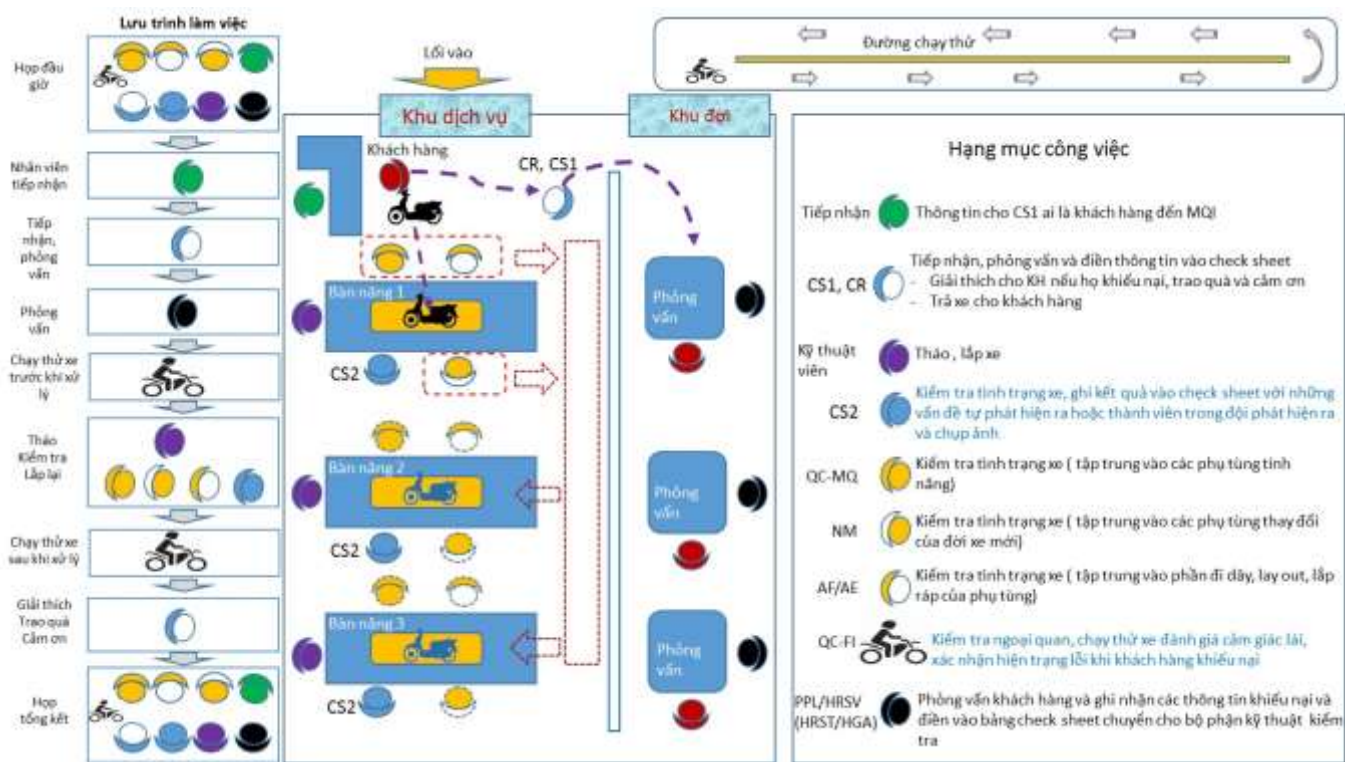 Lưu trình làm việc
Họp đầu
giờ
Nhân viên
tiếp nhận
Tiếp
nhận,
phỏng
vấn
Phỏng
vấn
Chạy thử xe
trước khi xử
lý
Tháo
Kiểm tra
Lắp lại
Chạy thử xe
sau khi xử lý
Giải thích
Trao quà
Cảm ơn
Họp
tổng kết
Lối vào
Khu dịch vụ
Khu đợi
Khách hàng
CR, CS1
Bàn nâng 1
CS2
Bàn nâng 2
CS2
Bàn nâng 3
CS2
Phỏng
vấn
Phỏng
vấn
Phỏng
vấn
Đường chạy thử
Hạng mục công việc
Tiếp nhận
Thông tin cho CS1 ai là khách hàng đến MQI
CS1, CR
Tiếp nhận, phỏng vấn và điền thông tin vào check sheet
- Giải thích cho KH nếu họ khiếu nại, trao quà và cảm ơn
- Trả xe cho khách hàng
Kỹ thuật
viên
Tháo , lắp xe
CS2
Kiểm tra tình trạng xe, ghi kết quả vào check sheet với những
vấn đề tự phát hiện ra hoặc thành viên trong đội phát hiện ra
và chụp ảnh
QC-MQ
Kiểm tra tình trạng xe ( tập trung vào các phụ tùng tính
năng)
NM
Kiểm tra tình trạng xe ( tập trung vào các phụ tùng thay đổi
của đời xe mới)
AF/AE
Kiểm tra tình trạng xe ( tập trung vào phần đi dây, lay out, lắp
ráp của phụ tùng)
QC-FI
Kiểm tra ngoại quan, chạy thử xe đánh giá cảm giác lái,
xác nhận hiện trạng lỗi khi khách hàng khiếu nại
PPL/HRSV
(HRST/HGA)
Phỏng vấn khách hàng và ghi nhận các thông tin khiếu nại và
điền vào bảng check sheet chuyển cho bộ phận kỹ thuật kiểm
tra